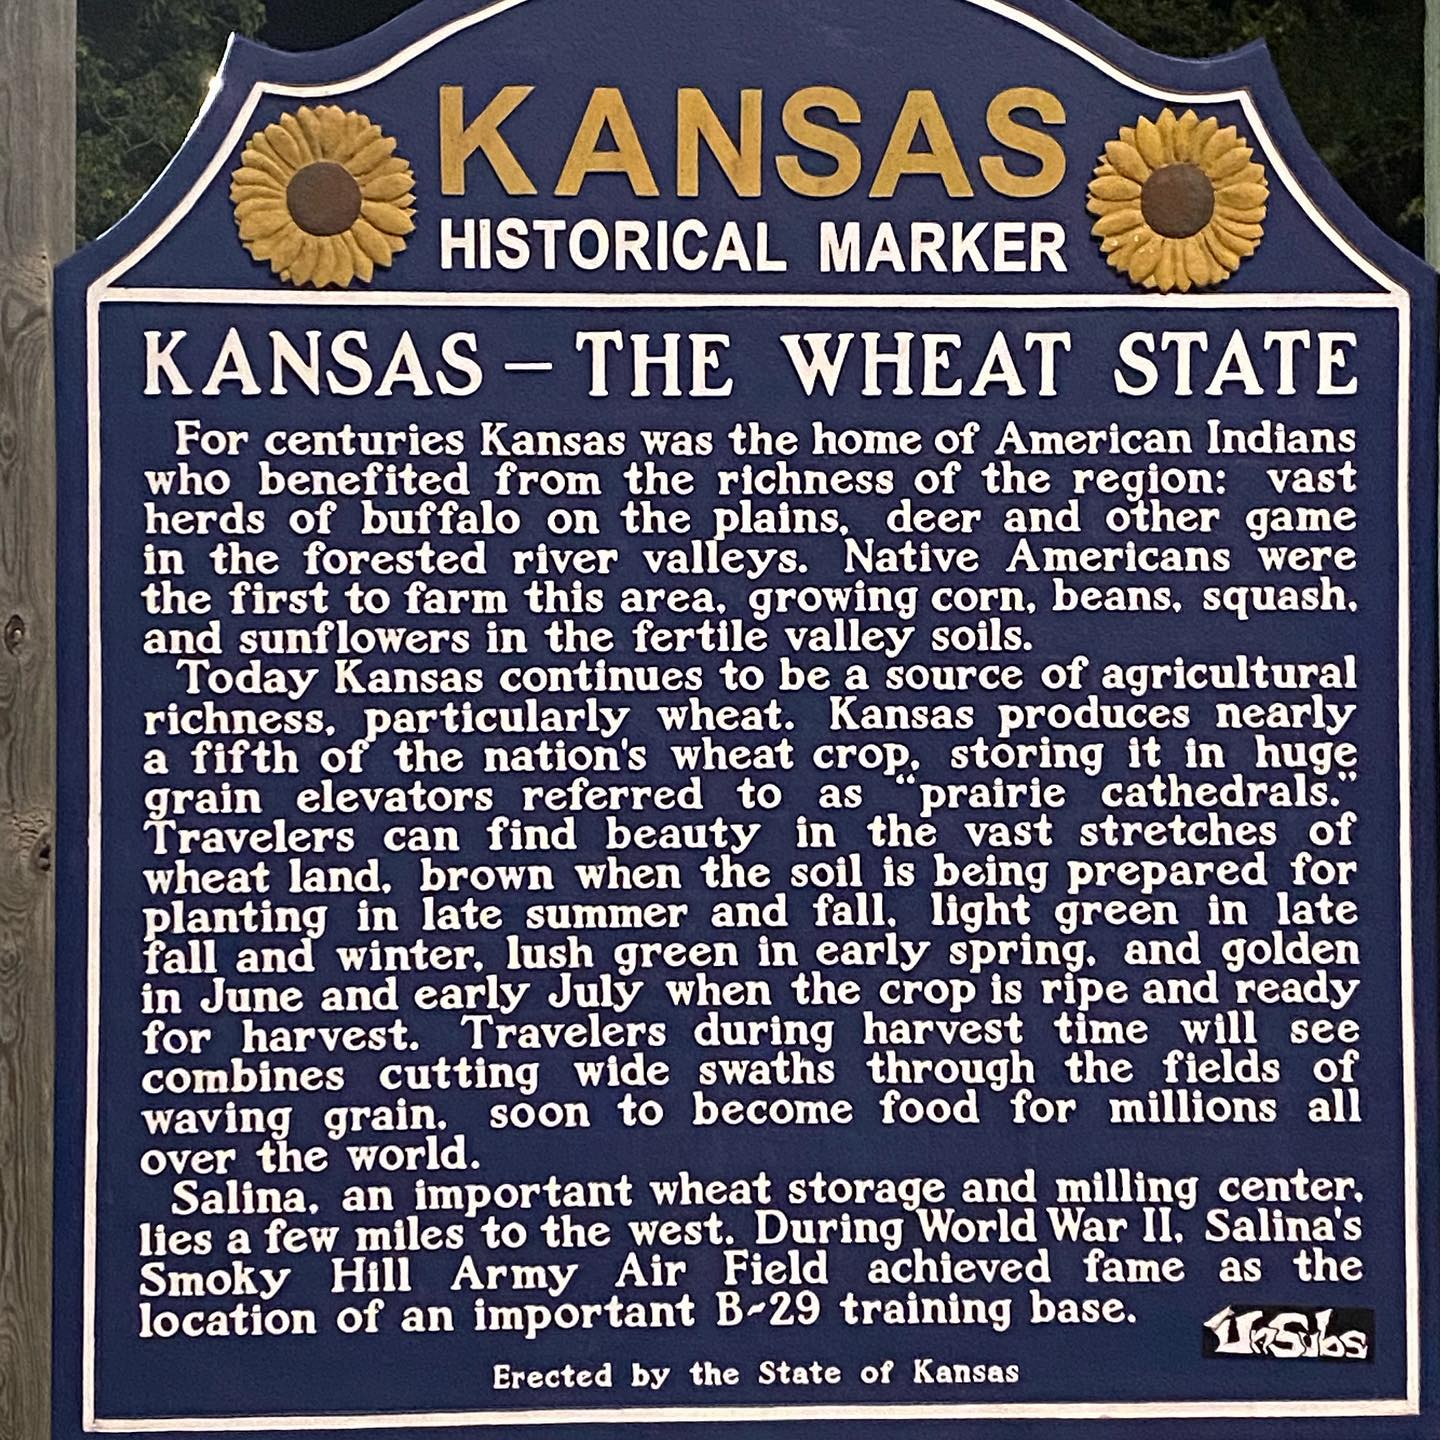 KANSAS
HISTORICAL MARKER
KANSAS – THE WHEAT STATE
For centuries Kansas was the home of American Indians
who benefited from the richness of the region: vast
herds of buffalo on the plains, deer and other game
in the forested river valleys. Native Americans were
the first to farm this area, growing corn, beans, squash,
and sunflowers in the fertile valley soils.
Today Kansas continues to be a source of agricultural
richness, particularly wheat. Kansas produces nearly
a fifth of the nation's wheat crop, storing it in huge
grain elevators referred to as “prairie cathedrals.”
Travelers can find beauty in the vast stretches of
wheat land, brown when the soil is being prepared for
planting in late summer and fall, light green in late
fall and winter, lush green in early spring, and golden
in June and early July when the crop is ripe and ready
for harvest. Travelers during harvest time will see
combines cutting wide swaths through the fields of
waving grain, soon to become food for millions all
over the world.
Salina, an important wheat storage and milling center,
lies a few miles to the west. During World War II, Salina's
Smoky Hill Army Air Field achieved fame as the
location of an important B-29 training base.
UnSubs
Erected by the State of Kansas